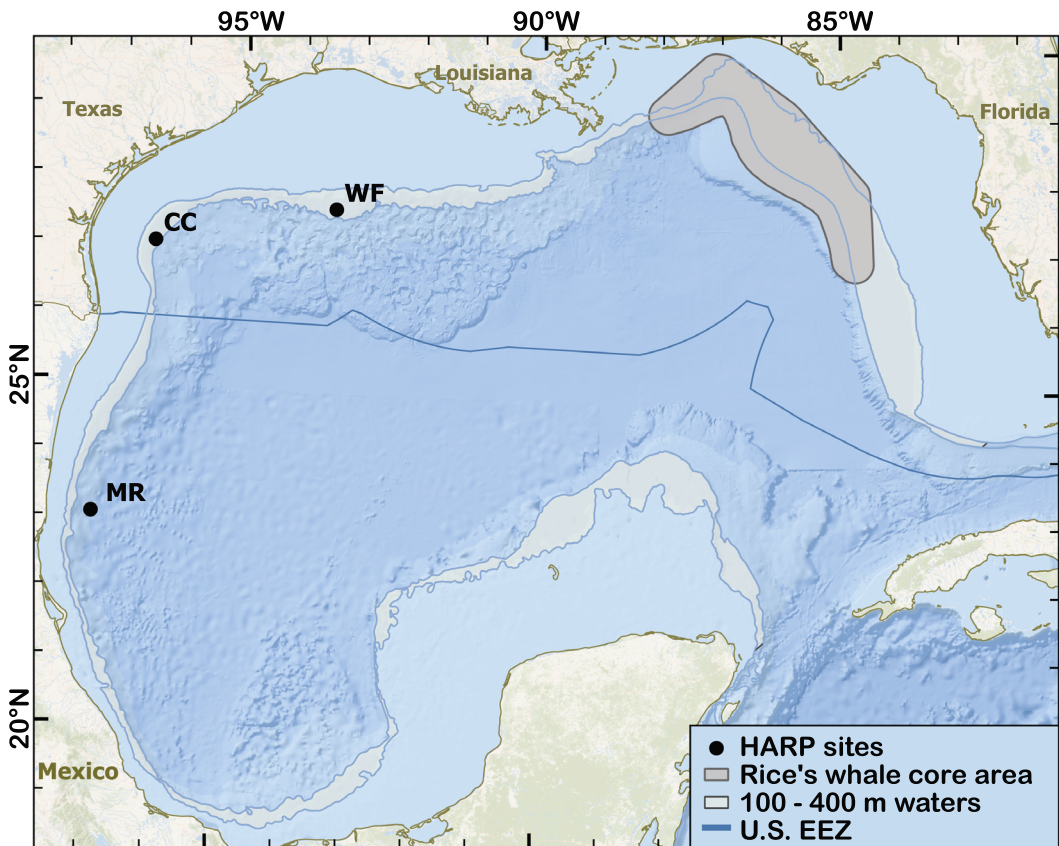 95°W 90°W 85°W
Louisiana
Texas
Florida
WF
CC
25°N
MR
20°N
Mexico
HARP sites
Rice's whale core area
100 - 400 m waters
U.S. EEZ